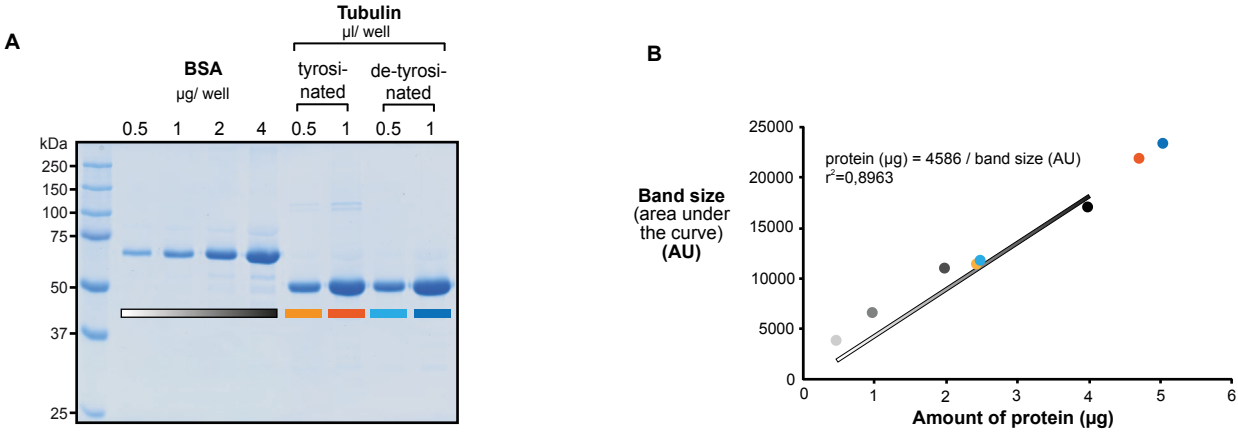 A
Tubulin
µl/ well
BSA
µg/ well
tyrosi-
nated
de-tyrosi-
nated
0.5 1 2 4 0.5 1 0.5 1
kDa
250
150
100
75
50
37
25
B
25000
20000
15000
10000
5000
0
protein (µg) = 4586 / band size (AU)
r²=0,8963
Band size
(area under
the curve)
(AU)
0 1 2 3 4 5 6
Amount of protein (µg)